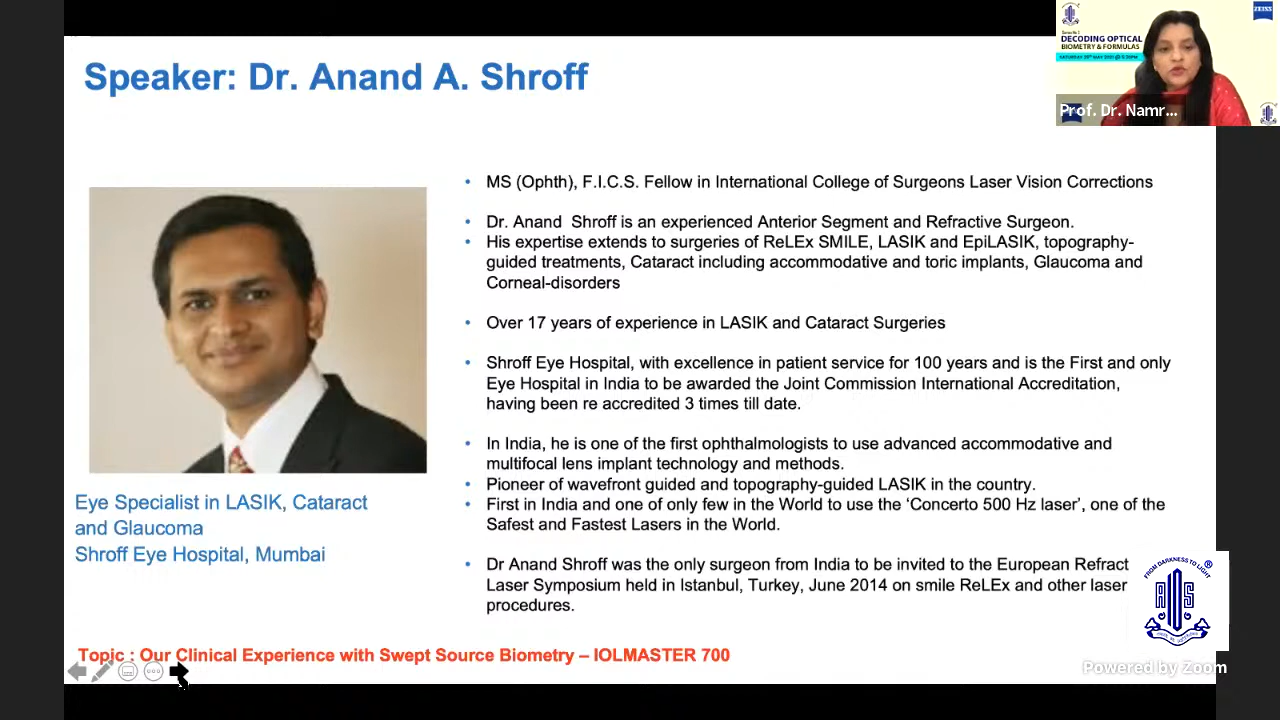 Speaker: Dr. Anand A. Shroff
DECODING OPTICAL
BIOMETRY & FORMULAS
ZEISS
Prof. Dr. Namr...
MS (Ophth), F.I.C.S. Fellow in International College of Surgeons Laser Vision Corrections
Dr. Anand Shroff is an experienced Anterior Segment and Refractive Surgeon.
His expertise extends to surgeries of ReLEx SMILE, LASIK and EpiLASIK, topography-
guided treatments, Cataract including accommodative and toric implants, Glaucoma and
Corneal-disorders
Over 17 years of experience in LASIK and Cataract Surgeries
Shroff Eye Hospital, with excellence in patient service for 100 years and is the First and only
Eye Hospital in India to be awarded the Joint Commission International Accreditation,
having been re accredited 3 times till date.
In India, he is one of the first ophthalmologists to use advanced accommodative and
multifocal lens implant technology and methods.
Pioneer of wavefront guided and topography-guided LASIK in the country.
First in India and one of only few in the World to use the ‘Concerto 500 Hz laser’, one of the
Safest and Fastest Lasers in the World.
Dr Anand Shroff was the only surgeon from India to be invited to the European Refract
Laser Symposium held in Istanbul, Turkey, June 2014 on smile ReLEx and other laser
procedures.
Eye Specialist in LASIK, Cataract
and Glaucoma
Shroff Eye Hospital, Mumbai
FROM DARKNESS TO LIGHT
Topic : Our Clinical Experience with Swept Source Biometry – IOLMASTER 700
Powered by Zoom